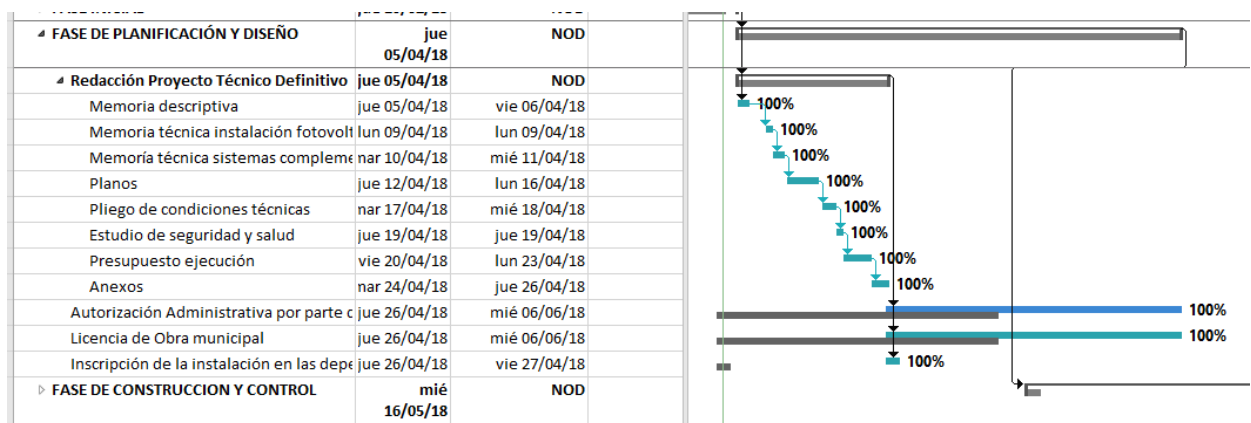 FASE DE PLANIFICACIÓN Y DISEÑO jue NOD
05/04/18
Redacción Proyecto Técnico Definitivo jue 05/04/18 NOD
Memoria descriptiva jue 05/04/18 vie 06/04/18 100%
Memoria técnica instalación fotovolt lun 09/04/18 lun 09/04/18 100%
Memoría técnica sistemas compleme mar 10/04/18 mié 11/04/18 100%
Planos jue 12/04/18 lun 16/04/18 100%
Pliego de condiciones técnicas mar 17/04/18 mié 18/04/18 100%
Estudio de seguridad y salud jue 19/04/18 jue 19/04/18 100%
Presupuesto ejecución vie 20/04/18 lun 23/04/18 100%
Anexos mar 24/04/18 jue 26/04/18 100%
Autorización Administrativa por parte d jue 26/04/18 mié 06/06/18 100%
Licencia de Obra municipal jue 26/04/18 mié 06/06/18 100%
Inscripción de la instalación en las depe jue 26/04/18 vie 27/04/18 100%
FASE DE CONSTRUCCION Y CONTROL mié NOD
16/05/18